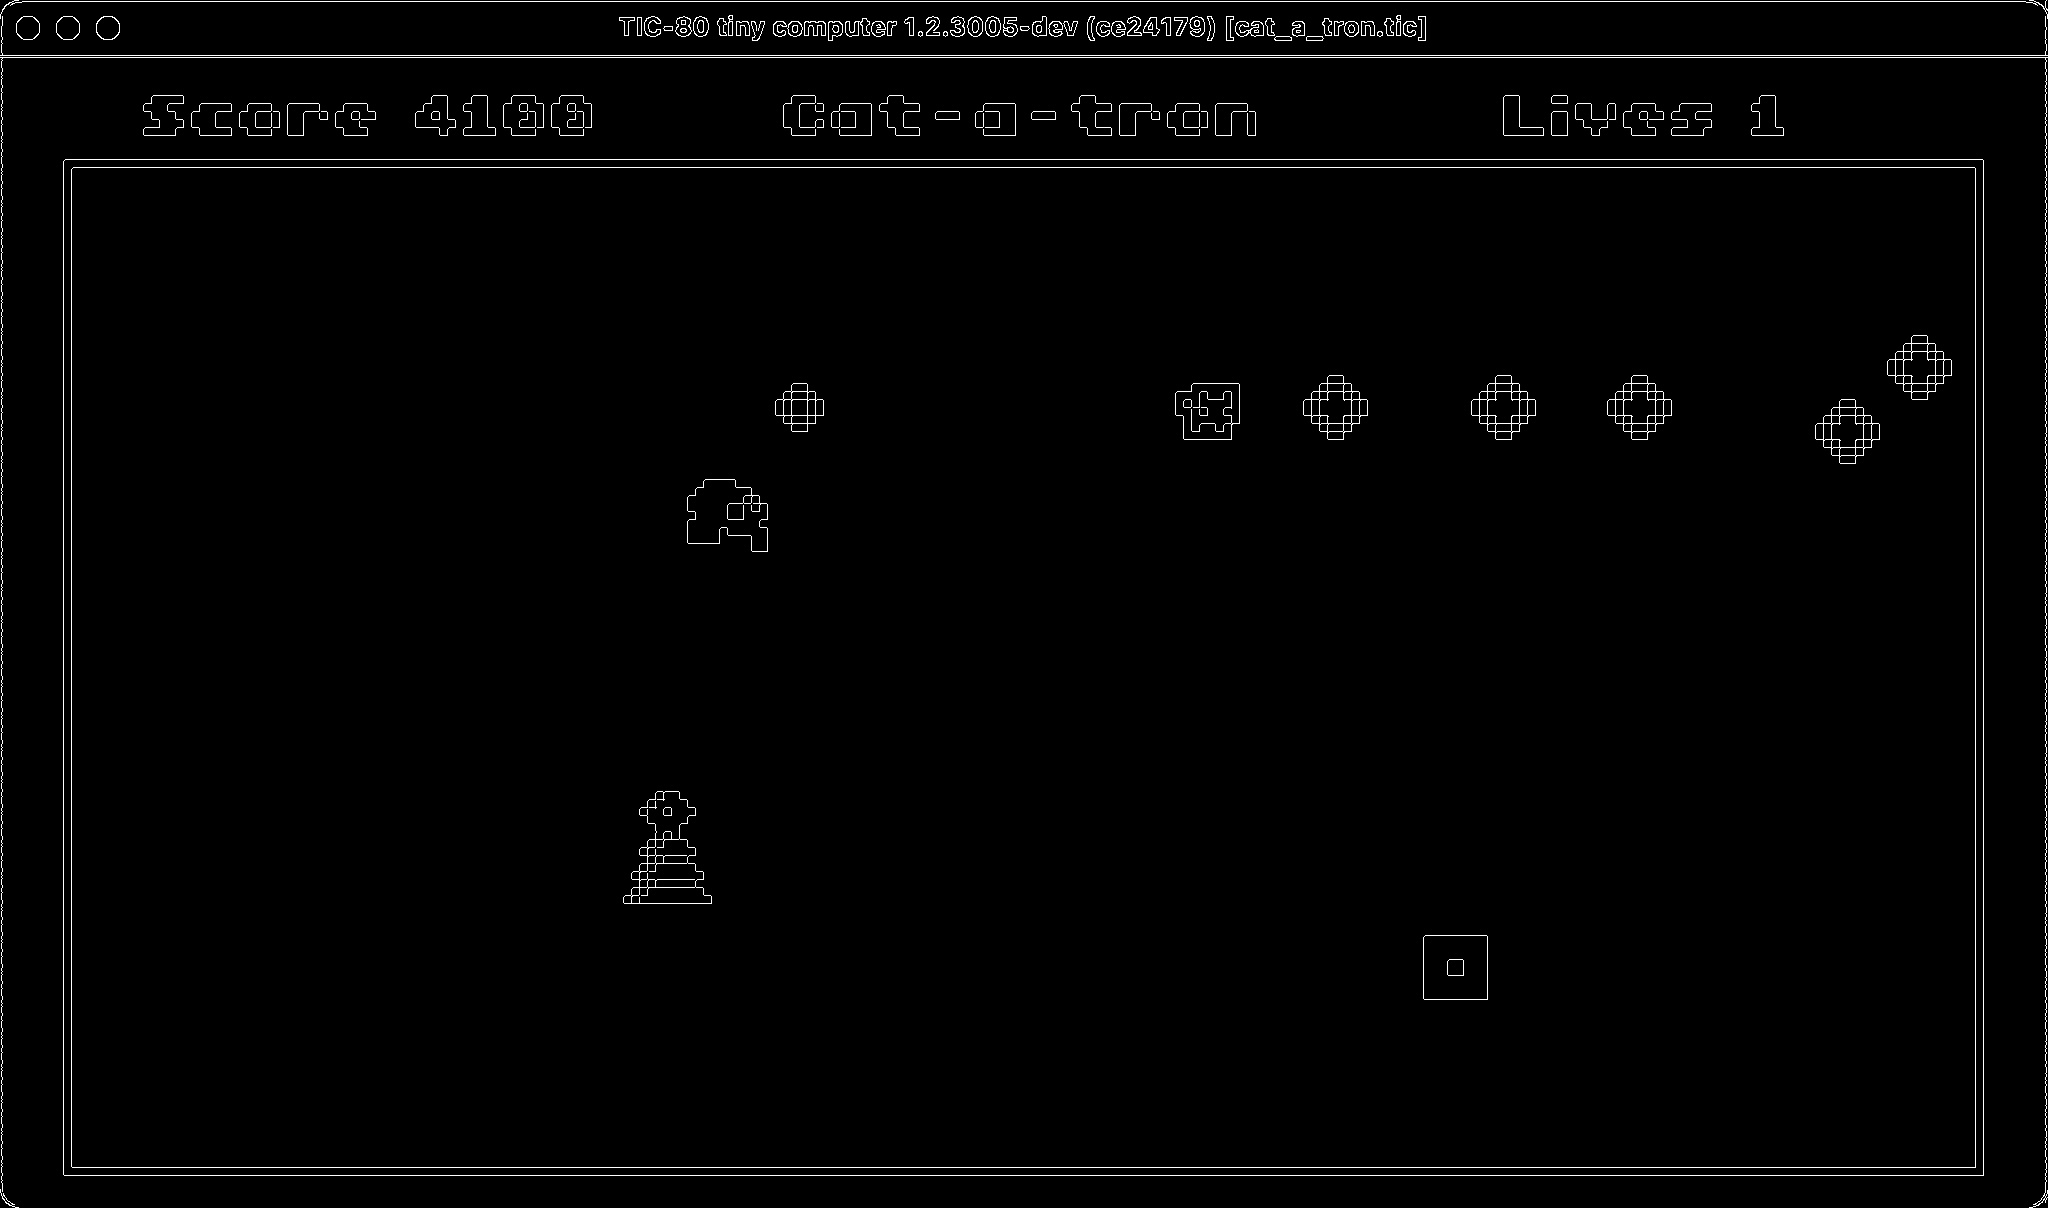 TIC-80 tiny computer 1.2.3005-dev (ce24179) [cat_a_tron.tic]
Score 4100 Cat-a-tron Lives 1